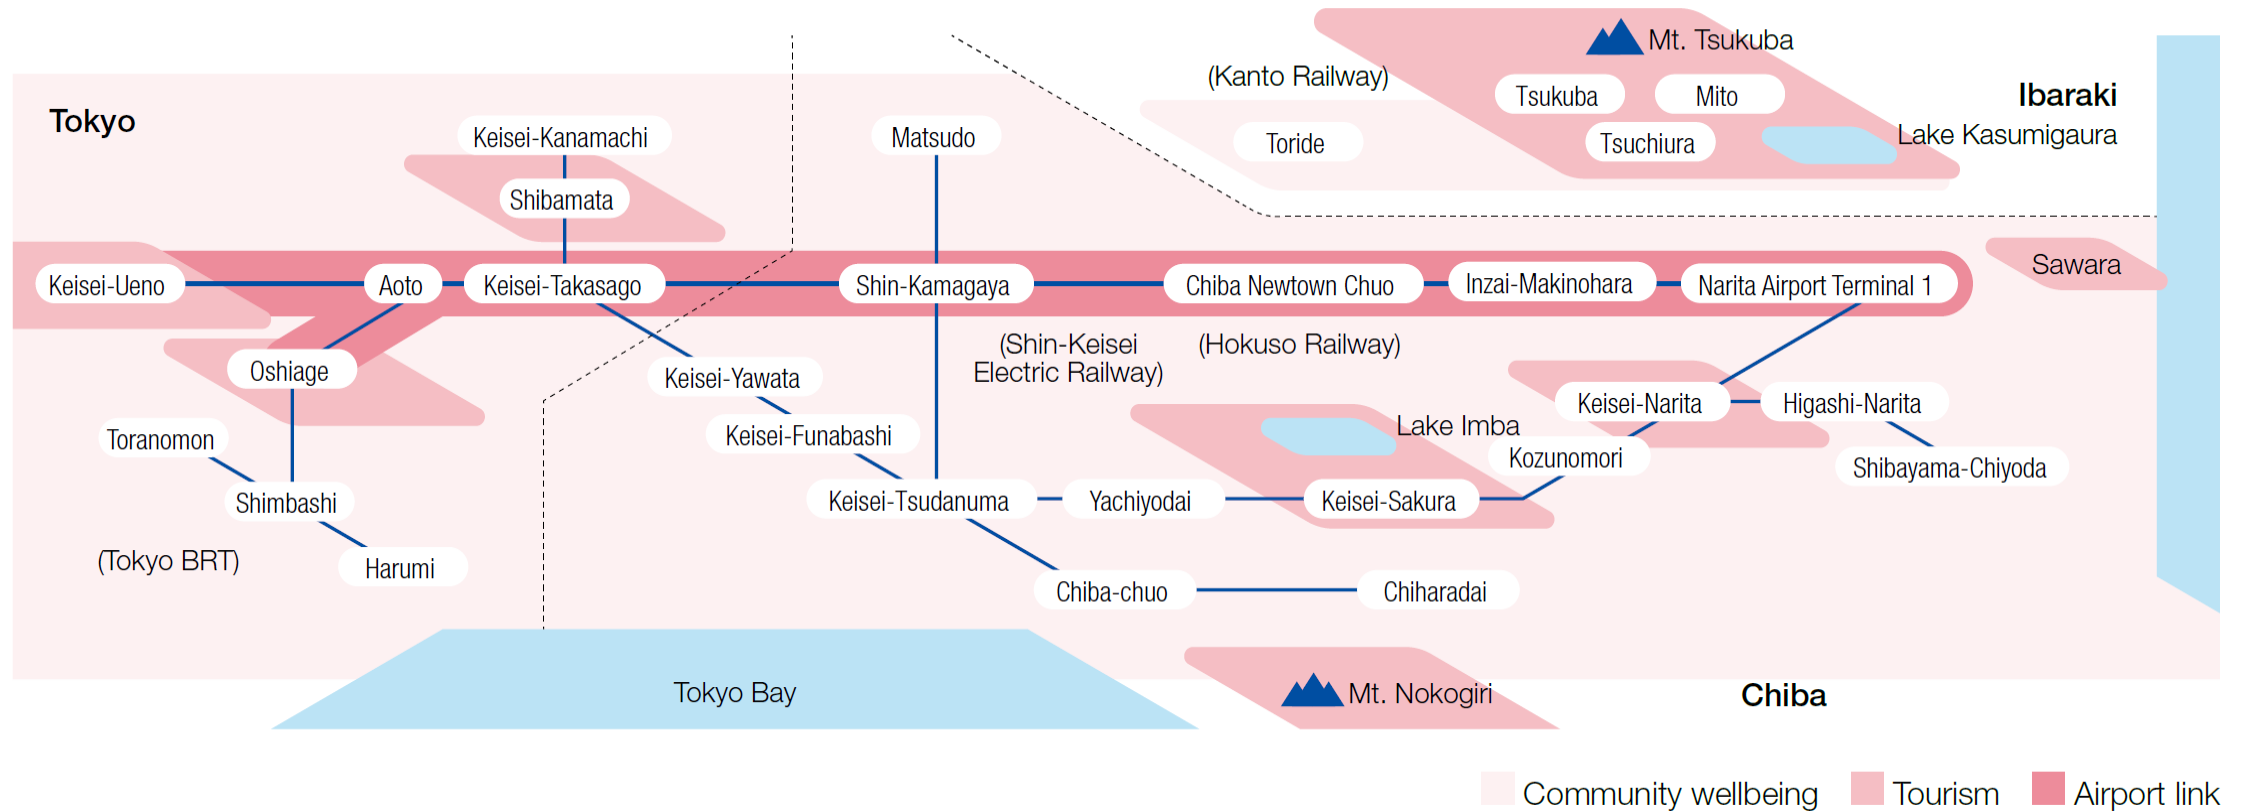 Mt. Tsukuba
(Kanto Railway)
Tsukuba
Mito
Ibaraki
Tokyo
Keisei-Kanamachi
Matsudo
Toride
Tsuchiura
Lake Kasumigaura
Shibamata
Sawara
Keisei-Ueno
Aoto
Keisei-Takasago
Shin-Kamagaya
Chiba Newtown Chuo
Inzai-Makinohara
Narita Airport Terminal 1
(Shin-Keisei
Electric Railway)
(Hokuso Railway)
Oshiage
Keisei-Yawata
Keisei-Narita
Higashi-Narita
Toranomon
Keisei-Funabashi
Lake Imba
Kozunomori
Shibayama-Chiyoda
Shimbashi
Keisei-Tsudanuma
Yachiyodai
Keisei-Sakura
(Tokyo BRT)
Harumi
Chiba-chuo
Chiharadai
Tokyo Bay
Mt. Nokogiri
Chiba
Community wellbeing
Tourism
Airport link